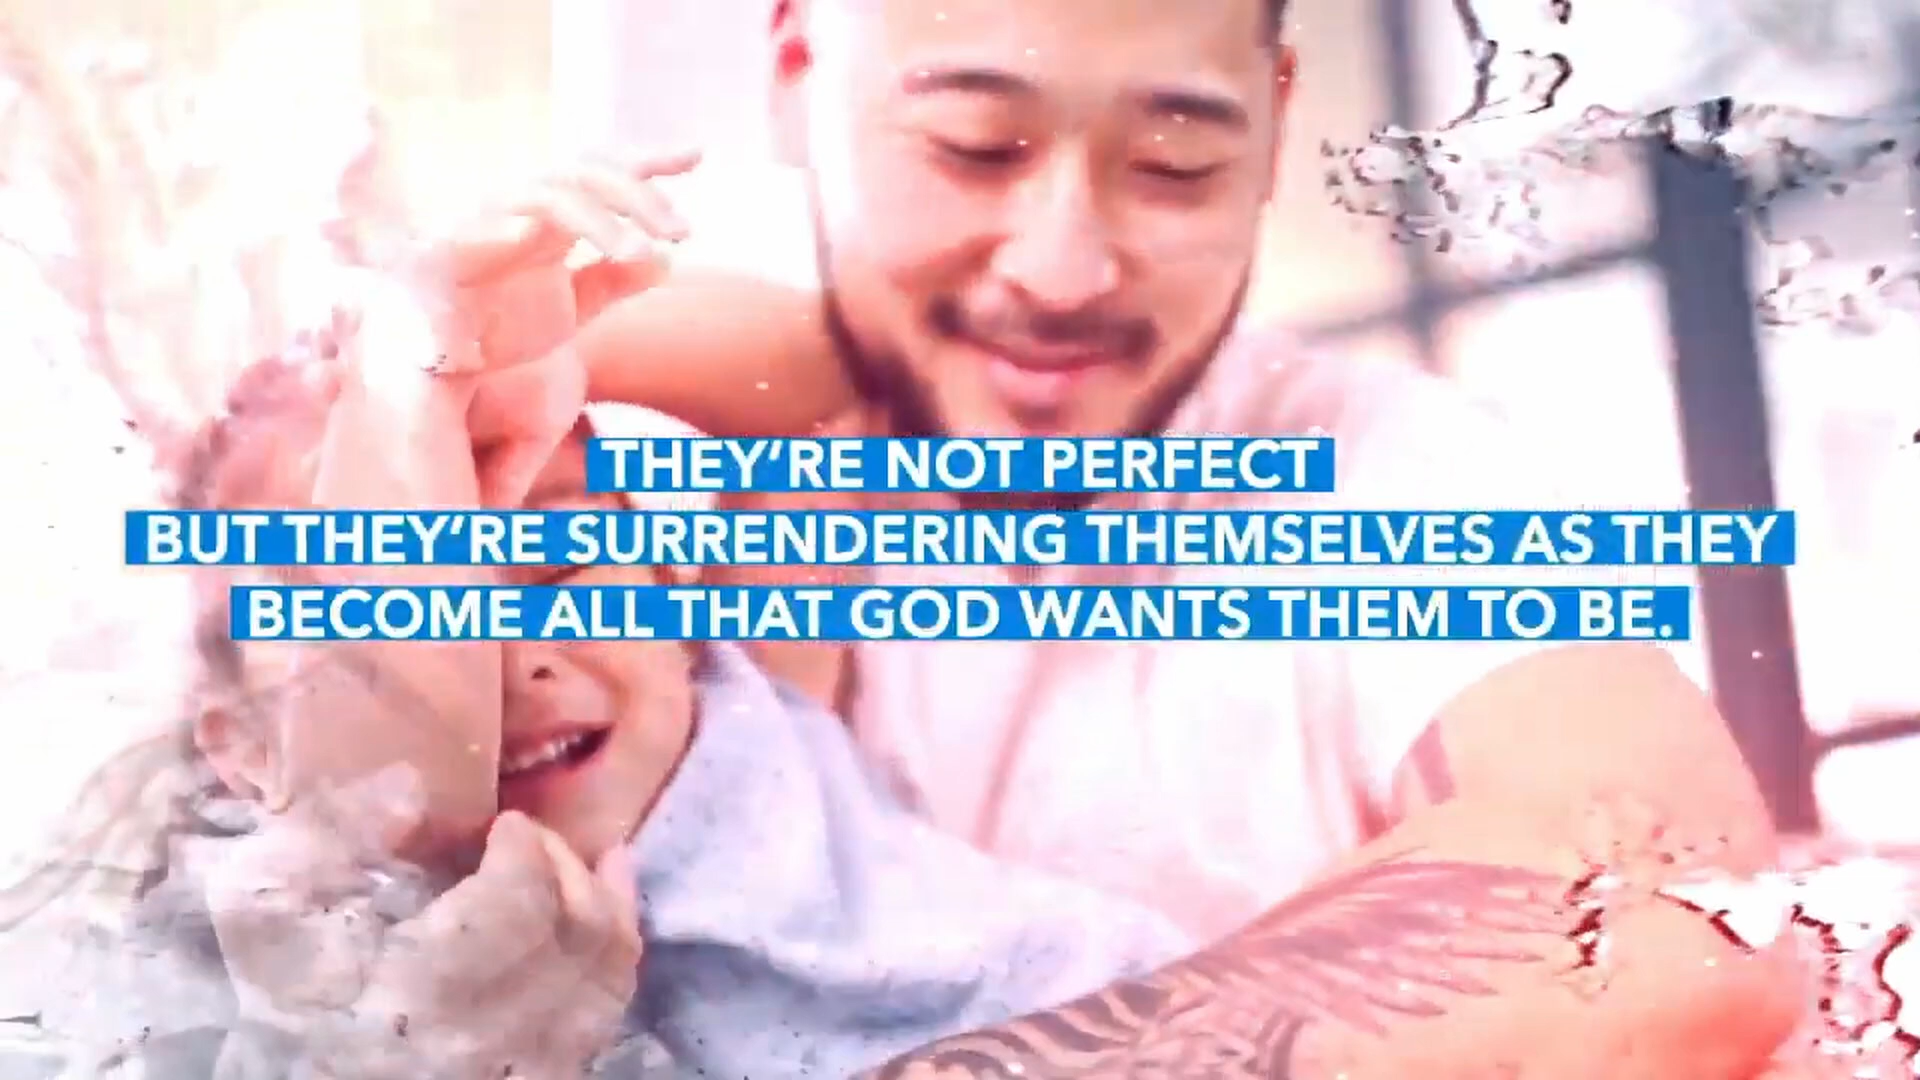 THEY’RE NOT PERFECT
BUT THEY’RE SURRENDERING THEMSELVES AS THEY
BECOME ALL THAT GOD WANTS THEM TO BE.